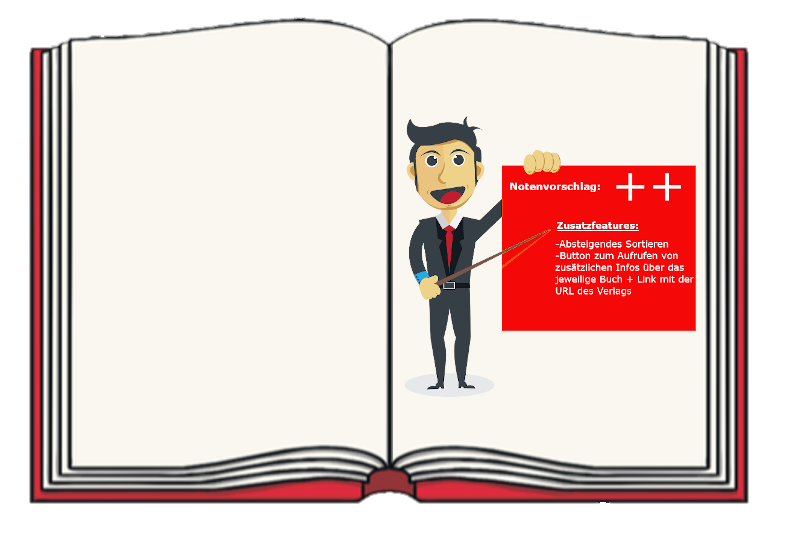 Notenvorschlag: ++
Zusatzfeatures:
-Absteigendes Sortieren
-Button zum Aufrufen von
zusätzlichen Infos über das
jeweilige Buch + Link mit der
URL des Verlags